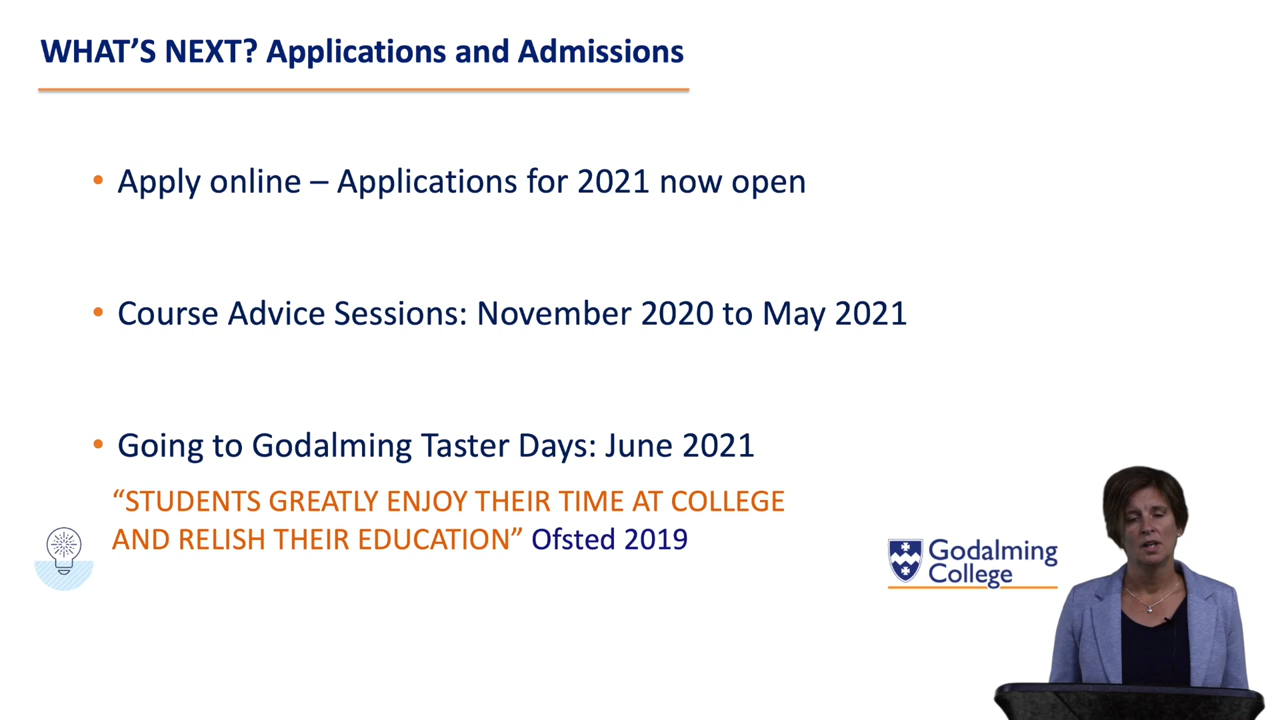 WHAT'S NEXT? Applications and Admissions
• Apply online – Applications for 2021 now open
• Course Advice Sessions: November 2020 to May 2021
• Going to Godalming Taster Days: June 2021
“STUDENTS GREATLY ENJOY THEIR TIME AT COLLEGE
AND RELISH THEIR EDUCATION” Ofsted 2019
Godalming
College